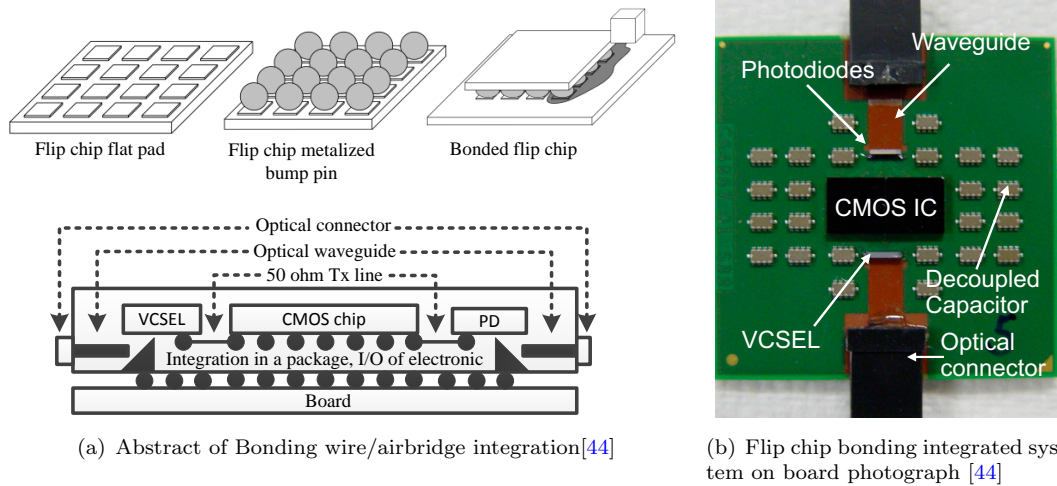 Flip chip flat pad
Flip chip metalized
bump pin
Bonded flip chip
Optical connector
Optical waveguide
50 ohm Tx line
VCSEL
CMOS chip
PD
Integration in a package, I/O of electronic
Board
(a) Abstract of Bonding wire/airbridge integration[44]
Waveguide
Photodiodes
CMOS IC
Decoupled
Capacitor
VCSEL
5
Optical
connector
(b) Flip chip bonding integrated sys
tem on board photograph [44]